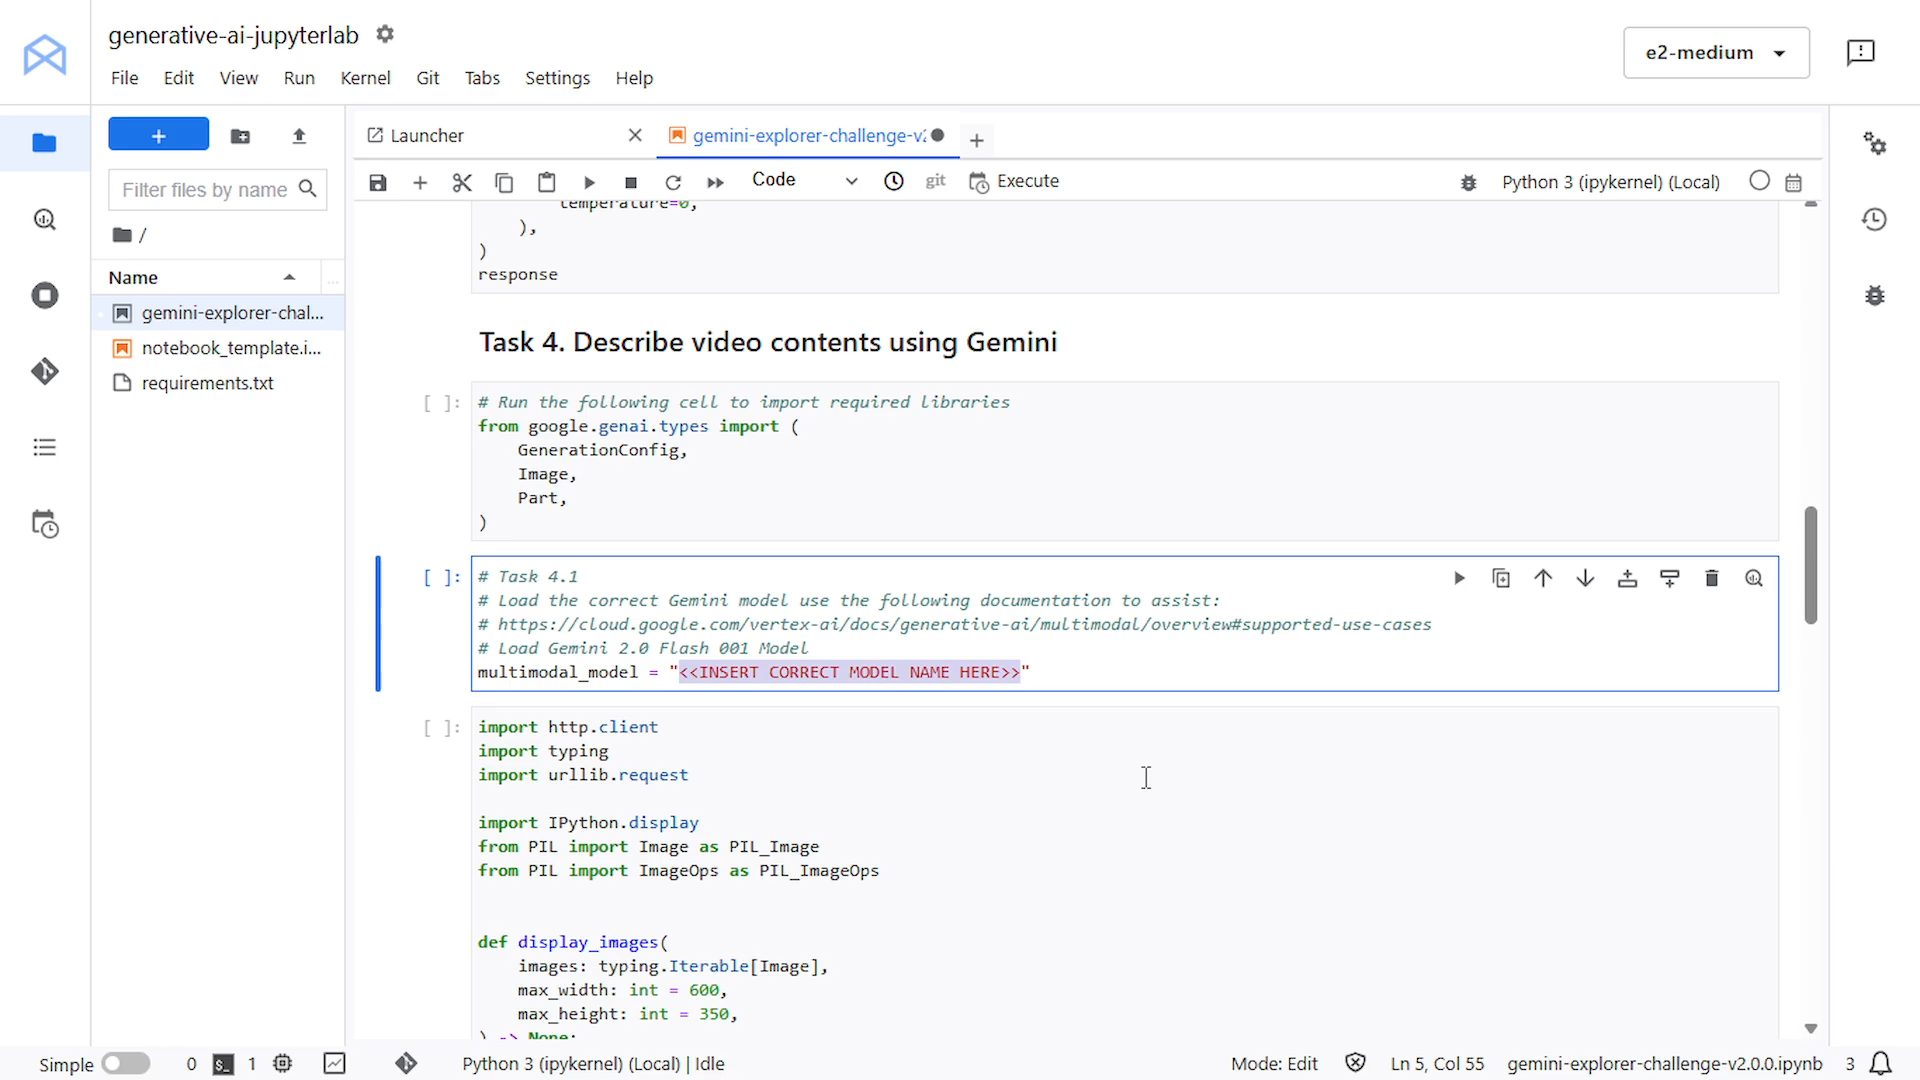 generative-ai-jupyterlab
e2-medium
File Edit View Run Kernel Git Tabs Settings Help
Launcher
gemini-explorer-challenge-v
Filter files by name
Code
git
Execute
Python 3 (ipykernel) (Local)
/
Name
...
gemini-explorer-chal...
notebook_template.i...
requirements.txt
temperature=0,
),
)
response
Task 4. Describe video contents using Gemini
[ ]:
# Run the following cell to import required libraries
from google.genai.types import (
GenerationConfig,
Image,
Part,
)
[ ]:
# Task 4.1
# Load the correct Gemini model use the following documentation to assist:
# https://cloud.google.com/vertex-ai/docs/generative-ai/multimodal/overview#supported-use-cases
# Load Gemini 2.0 Flash 001 Model
multimodal_model = "<<INSERT CORRECT MODEL NAME HERE>>"
[ ]:
import http.client
import typing
import urllib.request
import IPython.display
from PIL import Image as PIL_Image
from PIL import ImageOps as PIL_ImageOps
def display_images(
images: typing.Iterable[Image],
max_width: int = 600,
max_height: int = 350,
) -> None:
Simple 0 1 Python 3 (ipykernel) (Local) | Idle Mode: Edit Ln 5, Col 55 gemini-explorer-challenge-v2.0.0.ipynb 3